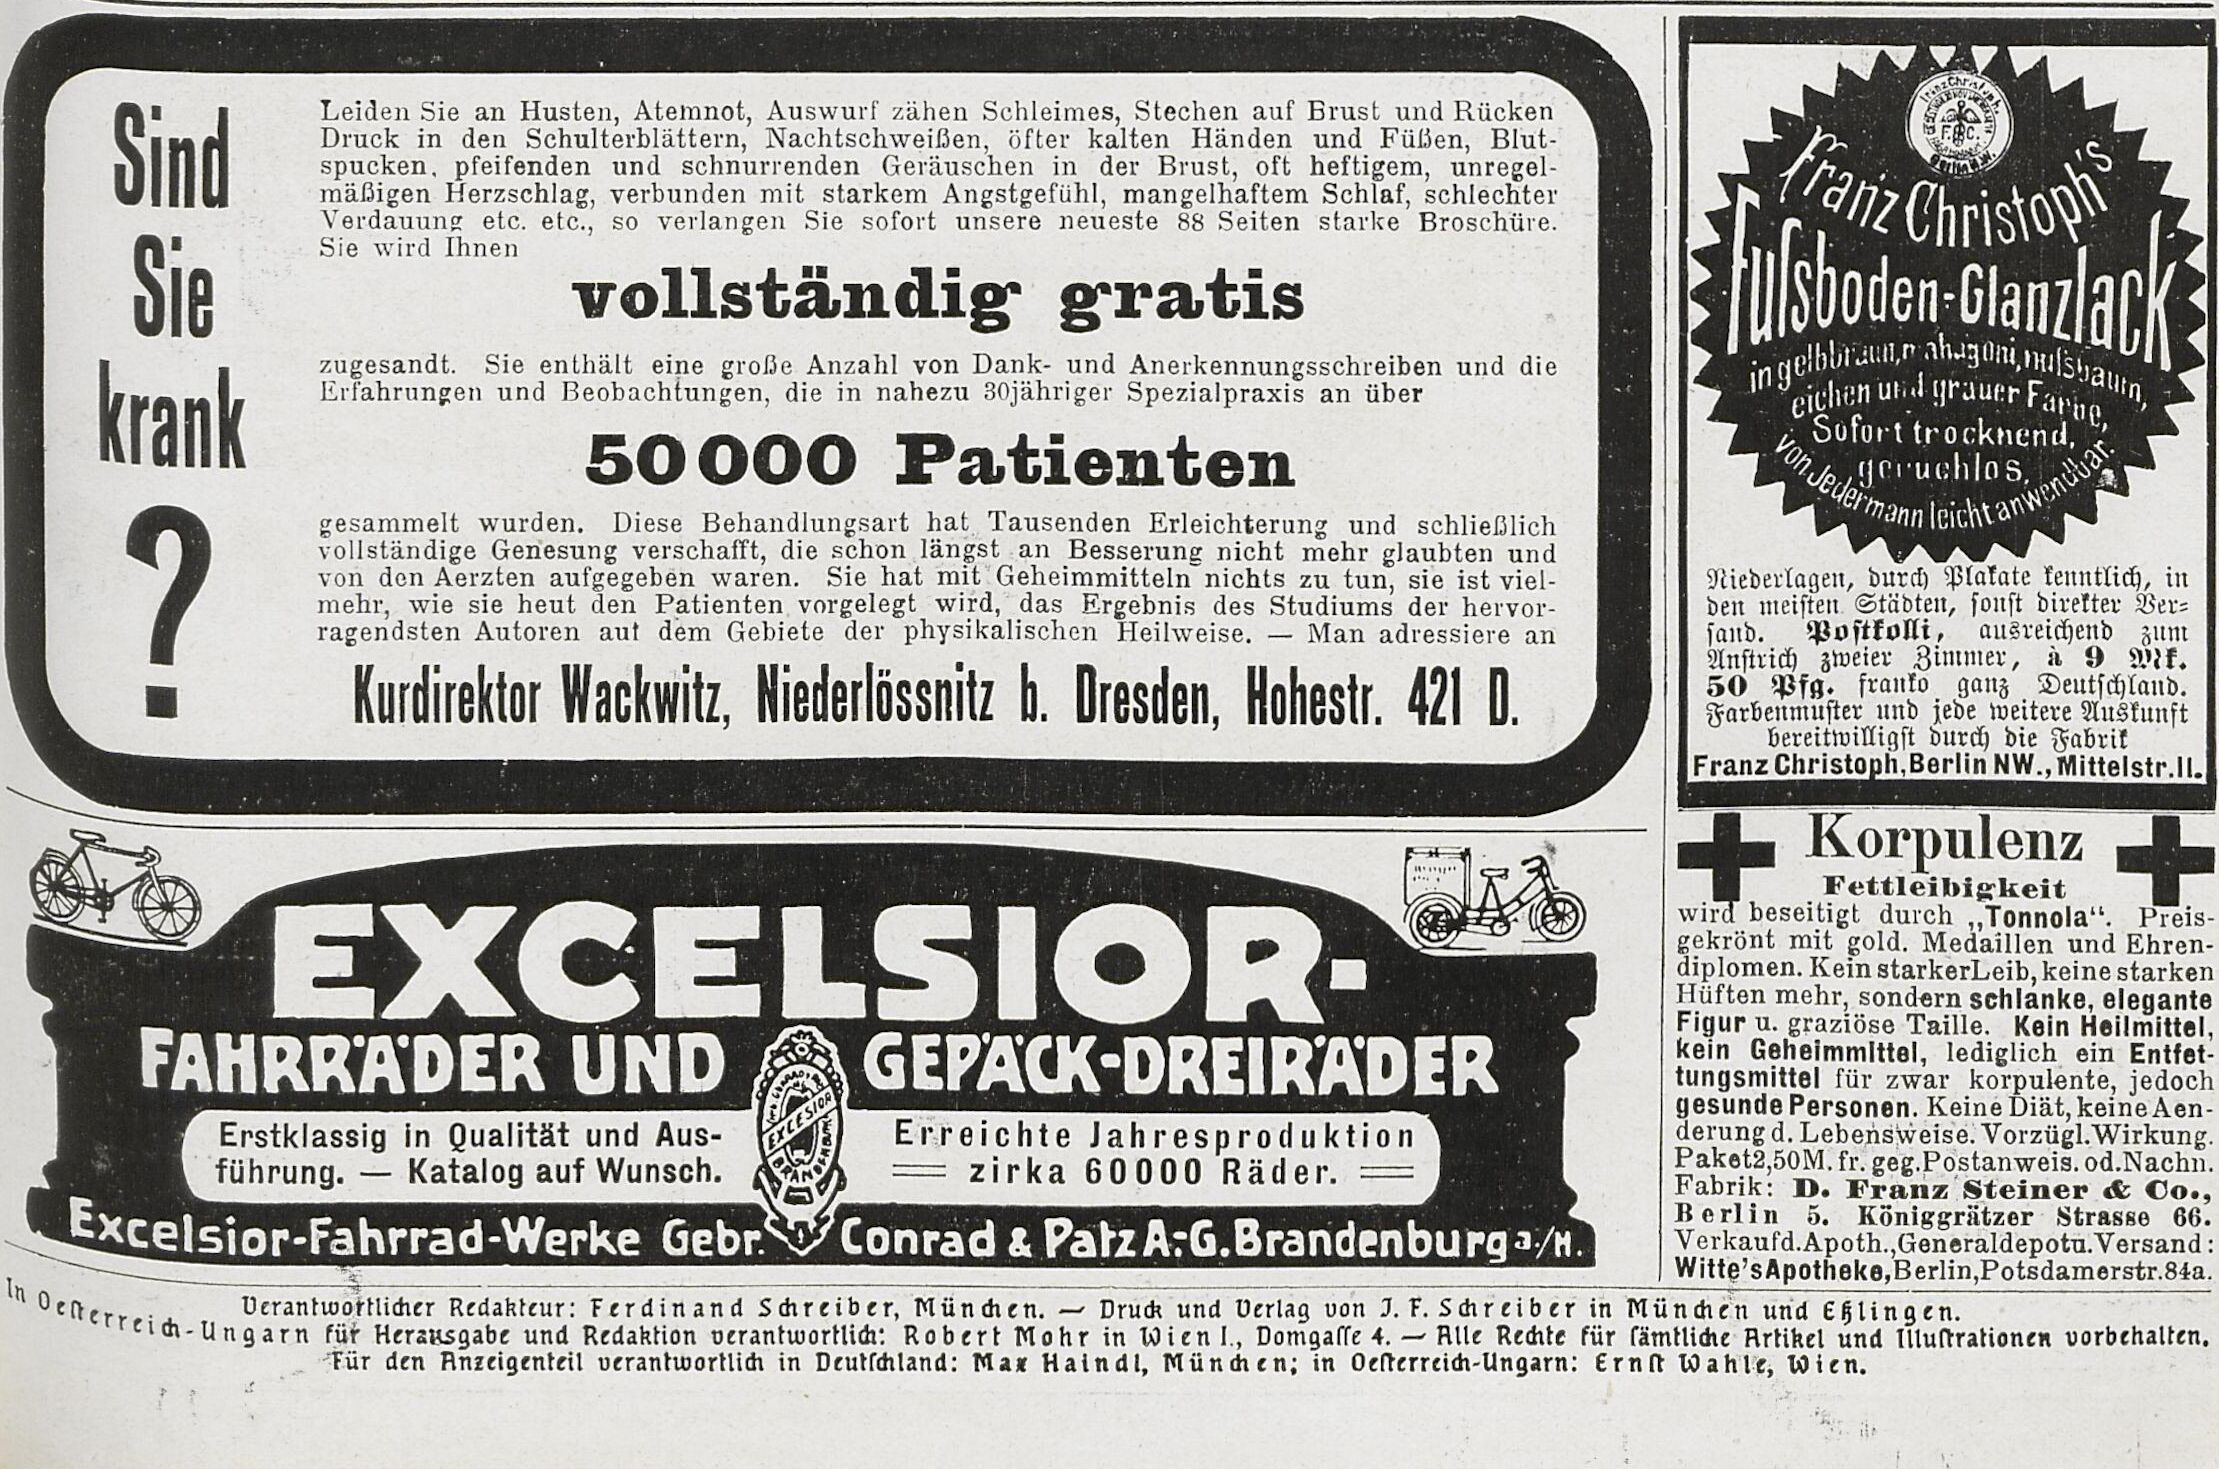 Sind
Sie
krank
?
Leiden Sie an Husten, Atemnot, Auswurf zähen Schleimes, Stechen auf Brust und Rücken
Druck in den Schulterblättern, Nachtschweißen, öfter kalten Händen und Füßen, Blut-
spucken, pfeifenden und schnurrenden Geräuschen in der Brust, oft heftigem, unregel-
mäßigen Herzschlag, verbunden mit starkem Angstgefühl, mangelhaftem Schlaf, schlechter
Verdauung etc. etc., so verlangen Sie sofort unsere neueste 88 Seiten starke Broschüre.
Sie wird Ihnen
vollständig gratis
zugesandt. Sie enthält eine große Anzahl von Dank- und Anerkennungsschreiben und die
Erfahrungen und Beobachtungen, die in nahezu 30jähriger Spezialpraxis an über
50000 Patienten
gesammelt wurden. Diese Behandlungsart hat Tausenden Erleichterung und schließlich
vollständige Genesung verschafft, die schon längst an Besserung nicht mehr glaubten und
von den Aerzten aufgegeben waren. Sie hat mit Geheimmitteln nichts zu tun, sie ist viel-
mehr, wie sie heut den Patienten vorgelegt wird, das Ergebnis des Studiums der hervor-
ragendsten Autoren auf dem Gebiete der physikalischen Heilweise. — Man adressiere an
Kurdirektor Wackwitz, Niederlössnitz b. Dresden, Hohestr. 421 D.
EXCELSIOR-
FAHRRÄDER UND GEPÄCK-DREIRÄDER
Erstklassig in Qualität und Aus-
führung. — Katalog auf Wunsch.
EXCELSIOR
BRANDENBURG
Erreichte Jahresproduktion
zirka 60000 Räder.
Excelsior-Fahrrad-Werke Gebr. Conrad & Patz A.-G. Brandenburg a/H.
Franz Christoph
F. C.
Berlin N.W.
Franz Christoph's
Fuſsboden-Glanzlack
in gelbbraun, mahagoni, nuſsbaum,
eichen und grauer Farbe,
Sofort trocknend,
geruchlos,
von Jedermann leicht anwendbar.
Niederlagen, durch Plakate kenntlich, in
den meiſten Städten, ſonſt direkter Ver-
ſand. Poſtkolli, ausreichend zum
Anſtrich zweier Zimmer, à 9 Mk.
50 Pfg. franko ganz Deutſchland.
Farbenmuſter und jede weitere Auskunft
bereitwilligſt durch die Fabrik
Franz Christoph, Berlin NW., Mittelstr. 11.
Korpulenz
Fettleibigkeit
wird beseitigt durch „Tonnola“. Preis-
gekrönt mit gold. Medaillen und Ehren-
diplomen. Kein starker Leib, keine starken
Hüften mehr, sondern schlanke, elegante
Figur u. graziöse Taille. Kein Heilmittel,
kein Geheimmittel, lediglich ein Entfet-
tungsmittel für zwar korpulente, jedoch
gesunde Personen. Keine Diät, keine Aen-
derung d. Lebensweise. Vorzügl. Wirkung.
Paket 2,50 M. fr. geg. Postanweis. od. Nachn.
Fabrik: D. Franz Steiner & Co.,
Berlin 5. Königgrätzer Strasse 66.
Verkauf d. Apoth., Generaldepot u. Versand:
Witte's Apotheke, Berlin, Potsdamerstr. 84a.
Verantwortlicher Redakteur: Ferdinand Schreiber, München. — Druck und Verlag von J. F. Schreiber in München und Eßlingen.
In Oeſterreich-Ungarn für Herausgabe und Redaktion verantwortlich: Robert Mohr in Wien I., Domgaſſe 4. — Alle Rechte für ſämtliche Artikel und Illuſtrationen vorbehalten.
Für den Anzeigenteil verantwortlich in Deutſchland: Max Haindl, München; in Oeſterreich-Ungarn: Ernſt Wahle, Wien.